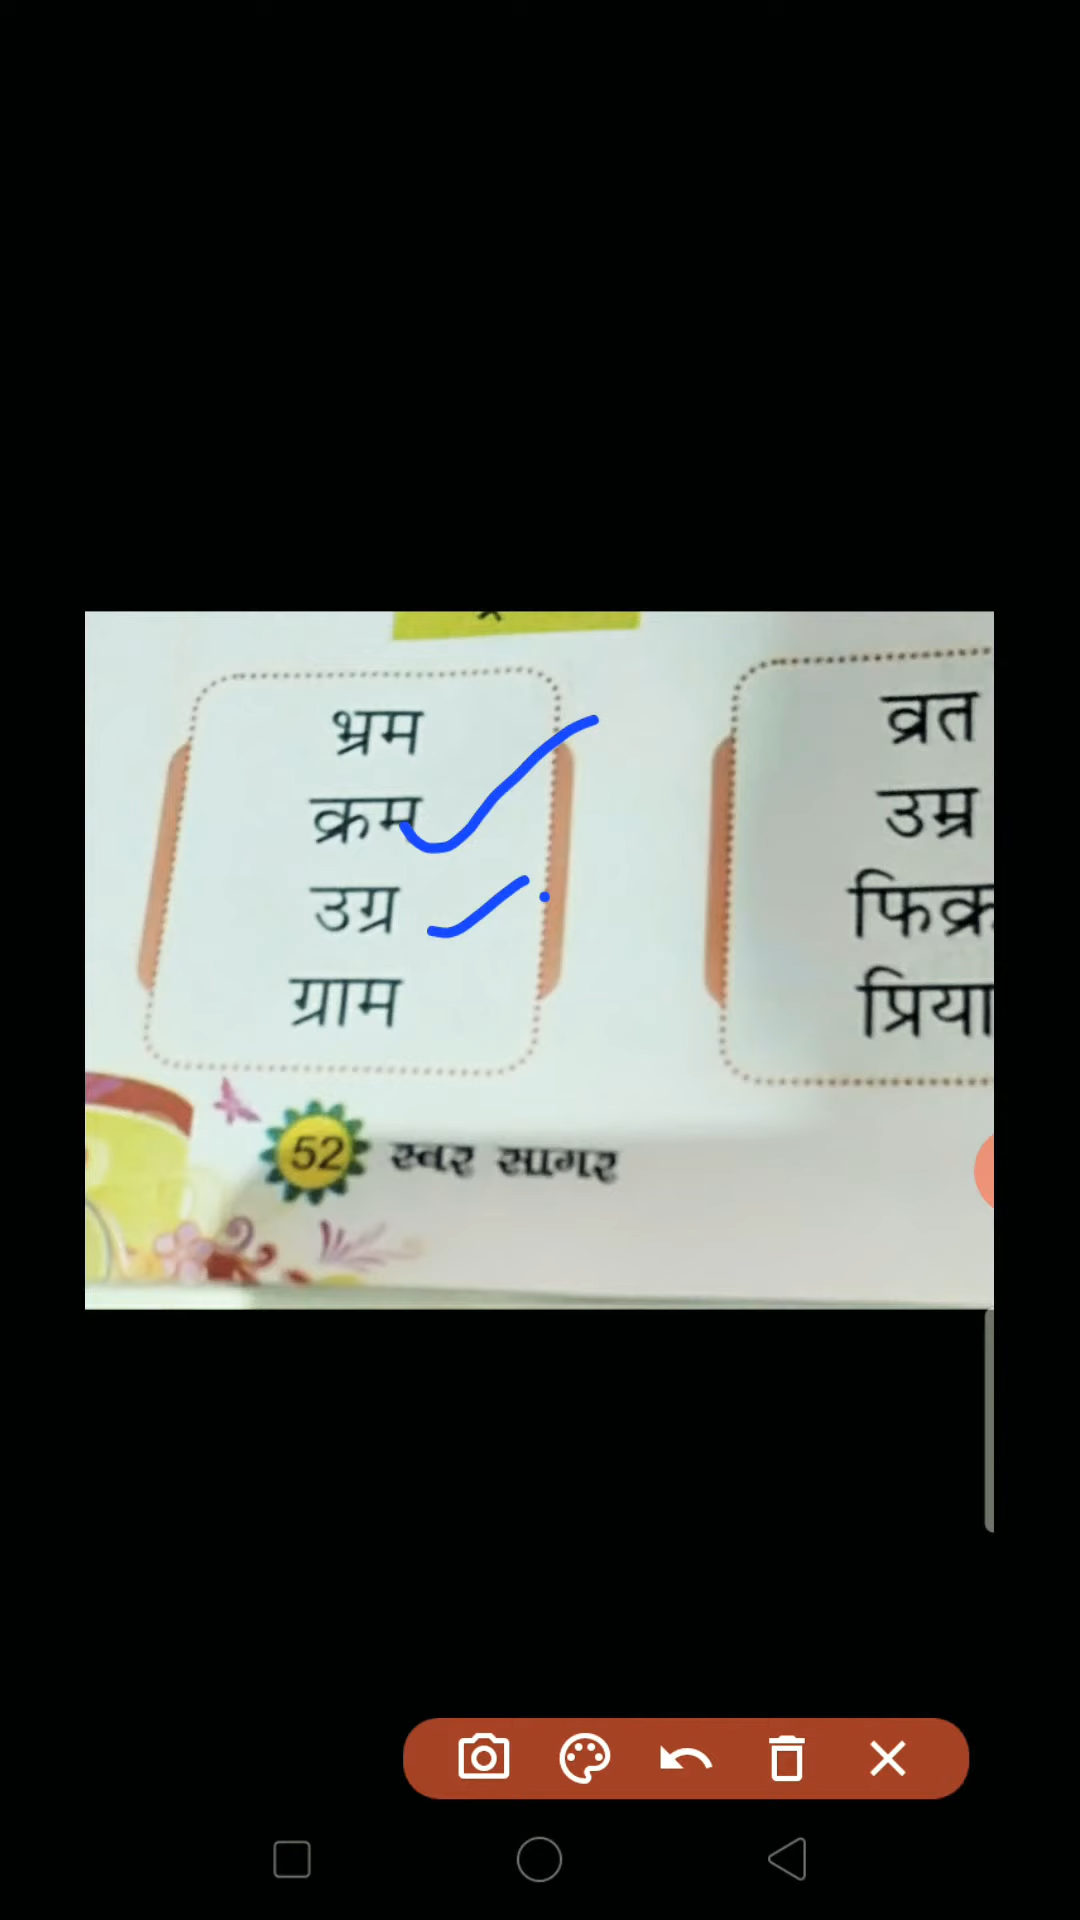 भ्रम
क्रम
उग्र
ग्राम
व्रत
उम्र
फिक्र
प्रिया
52 स्वर सागर